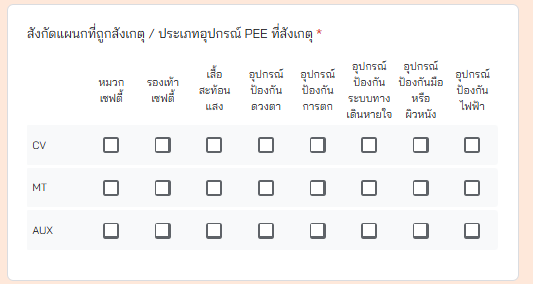 สังกัดแผนกที่ถูกสังเกตุ / ประเภทอุปกรณ์ PEE ที่สังเกตุ *
หมวก เซฟตี้
รองเท้า เซฟตี้
เสื้อ สะท้อน แสง
อุปกรณ์ ป้องกัน ดวงตา
อุปกรณ์ ป้องกัน การตก
อุปกรณ์ ป้องกัน ระบบทาง เดินหายใจ
อุปกรณ์ ป้องกันมือ หรือ ผิวหนัง
อุปกรณ์ ป้องกัน ไฟฟ้า
CV
MT
AUX